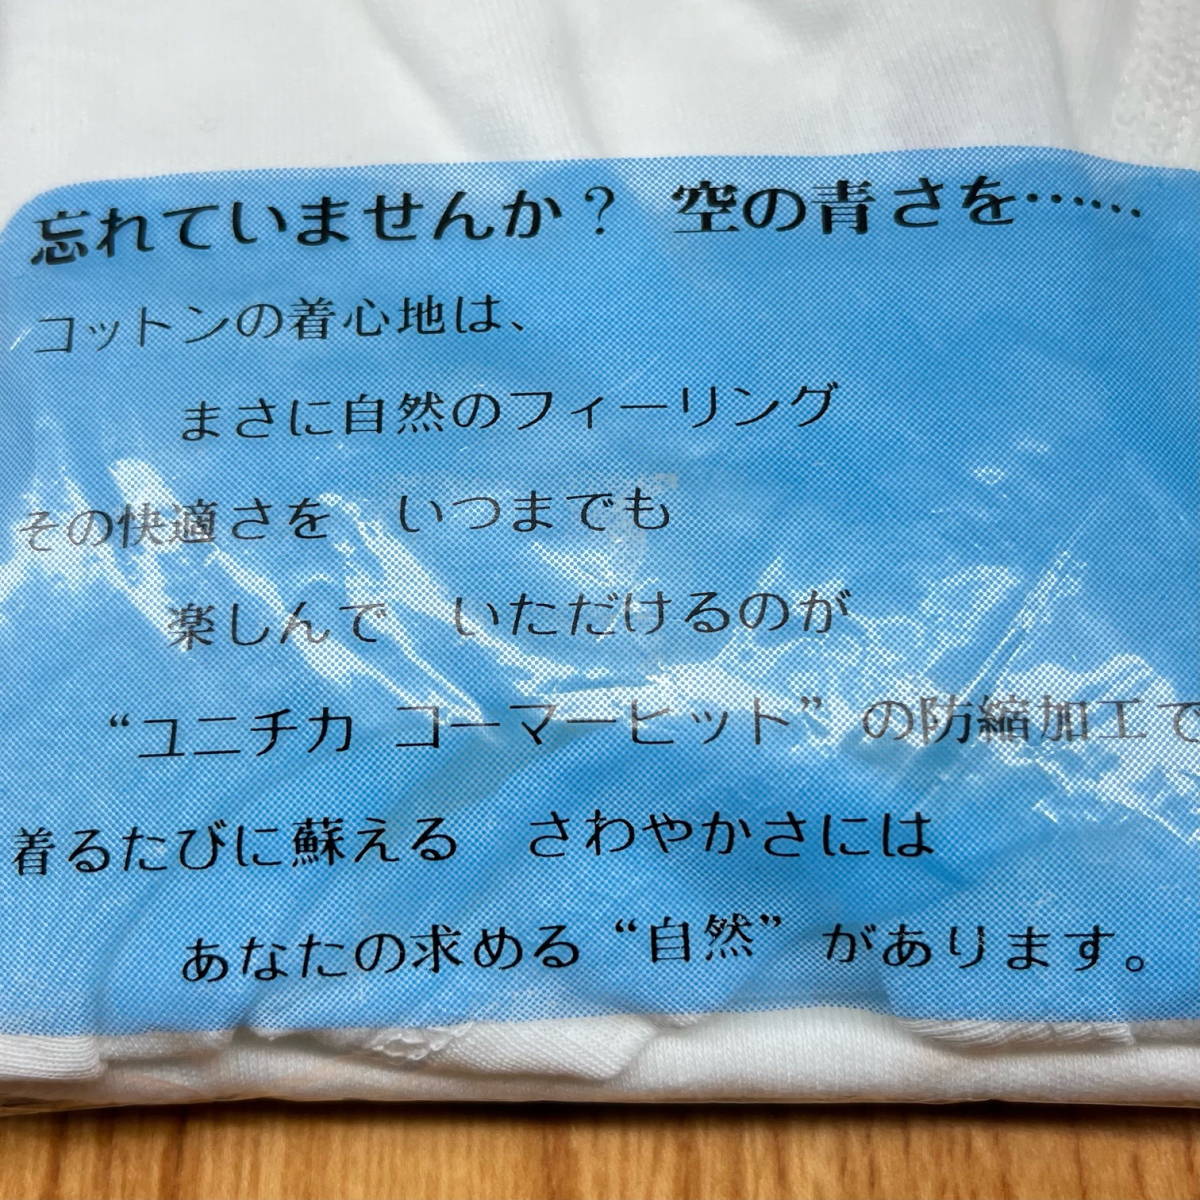 忘れていませんか？ 空の青さを……
コットンの着心地は、
まさに自然のフィーリング
その快適さを いつまでも
楽しんで いただけるのが
“ユニチカ コーマーヒット”の防縮加工で
着るたびに蘇える さわやかさには
あなたの求める“自然”があります。